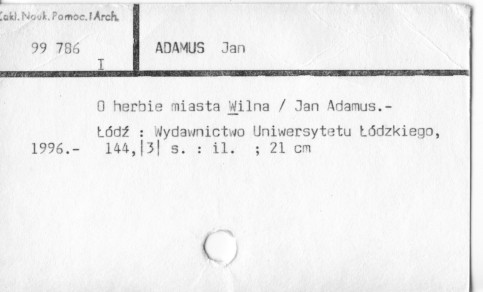 Zakł. Nauk. Pomoc. i Arch.
99 786
I
ADAMUS Jan
O herbie miasta Wilna / Jan Adamus.-
Łódź : Wydawnictwo Uniwersytetu Łódzkiego,
1996.- 144,|3| s. : il. ; 21 cm